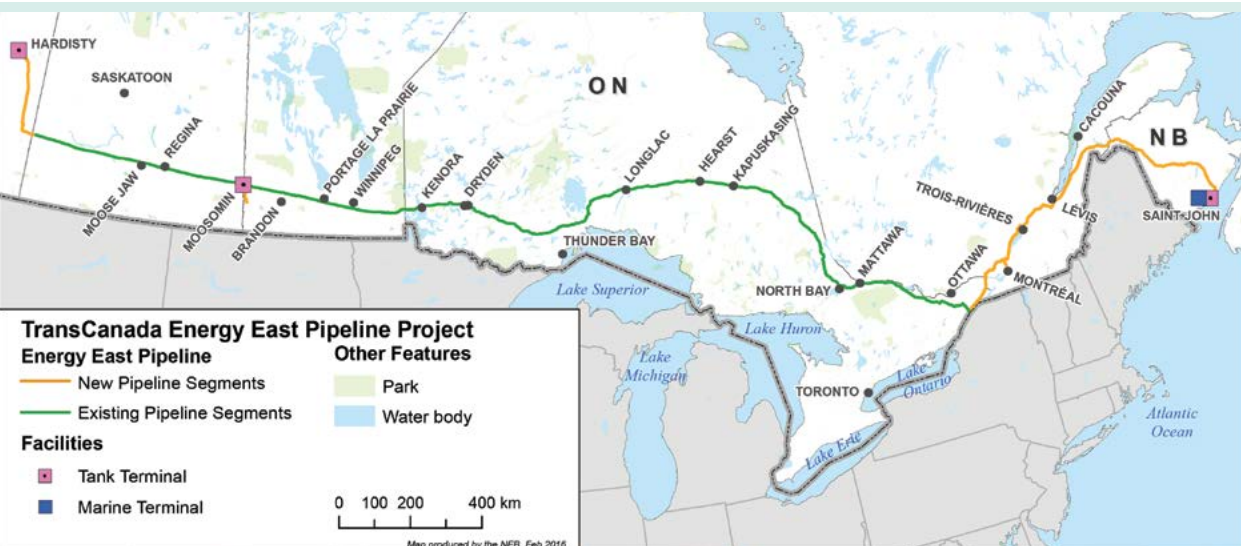 HARDISTY
SASKATOON
MOOSE JAW
REGINA
MOOSOMIN
BRANDON
PORTAGE LA PRAIRIE
WINNIPEG
KENORA
DRYDEN
ON
THUNDER BAY
LONGLAC
HEARST
KAPUSKASING
NORTH BAY
MATTAWA
OTTAWA
MONTRÉAL
TROIS-RIVIÈRES
LÉVIS
CACOUNA
NB
SAINT JOHN
TORONTO
Lake Superior
Lake Huron
Lake
Michigan
Lake
Ontario
Lake Erie
Atlantic
Ocean
TransCanada Energy East Pipeline Project
Energy East Pipeline
New Pipeline Segments
Existing Pipeline Segments
Facilities
Tank Terminal
Marine Terminal
Other Features
Park
Water body
0 100 200 400 km
Map produced by the NEB, Feb 2016